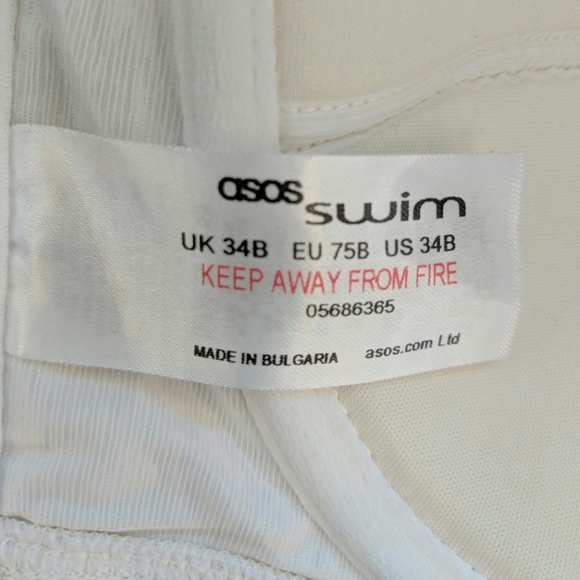 asos swim
UK 34B EU 75B US 34B
KEEP AWAY FROM FIRE
05686365
MADE IN BULGARIA asos.com Ltd